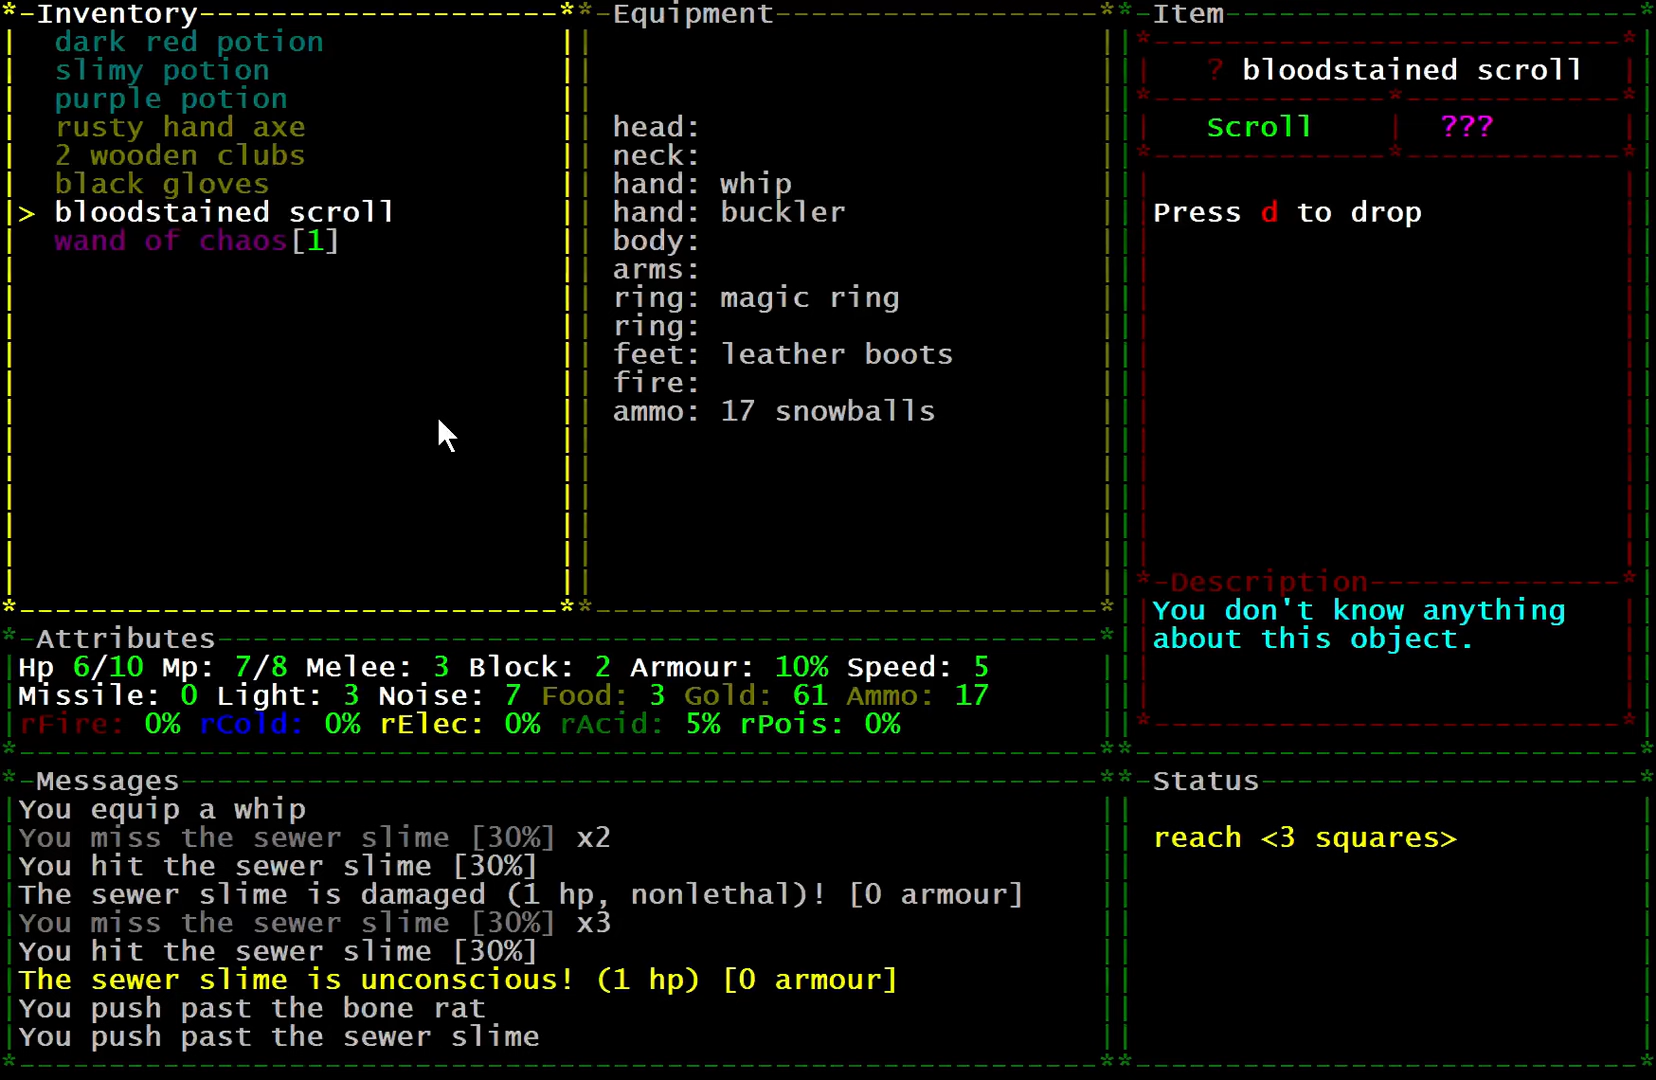 Inventory
dark red potion
slimy potion
purple potion
rusty hand axe
2 wooden clubs
black gloves
> bloodstained scroll
wand of chaos[1]
Equipment
head:
neck:
hand: whip
hand: buckler
body:
arms:
ring: magic ring
ring:
feet: leather boots
fire:
ammo: 17 snowballs
Item
? bloodstained scroll
Scroll | ???
Press d to drop
Description
You don't know anything
about this object.
Attributes
Hp 6/10 Mp: 7/8 Melee: 3 Block: 2 Armour: 10% Speed: 5
Missile: 0 Light: 3 Noise: 7 Food: 3 Gold: 61 Ammo: 17
rFire: 0% rCold: 0% rElec: 0% rAcid: 5% rPois: 0%
Messages
You equip a whip
You miss the sewer slime [30%] x2
You hit the sewer slime [30%]
The sewer slime is damaged (1 hp, nonlethal)! [0 armour]
You miss the sewer slime [30%] x3
You hit the sewer slime [30%]
The sewer slime is unconscious! (1 hp) [0 armour]
You push past the bone rat
You push past the sewer slime
Status
reach <3 squares>